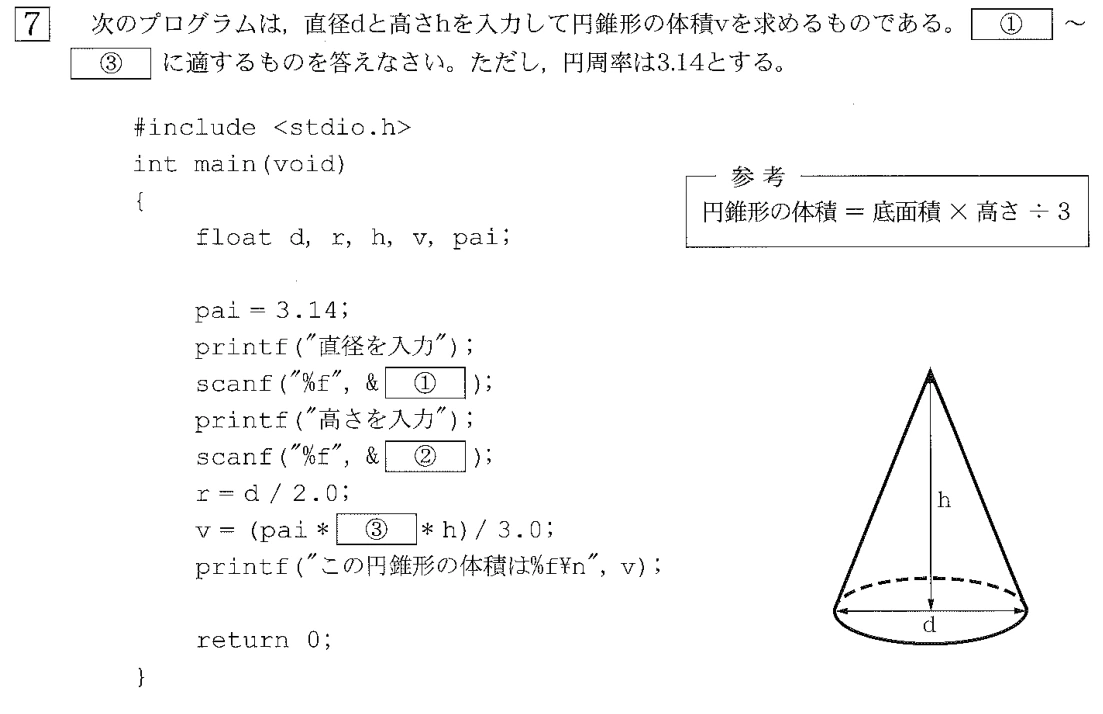 7 次のプログラムは，直径dと高さhを入力して円錐形の体積vを求めるものである。 ① ～
③ に適するものを答えなさい。ただし，円周率は3.14とする。
#include <stdio.h>
int main(void)
{
float d, r, h, v, pai;
pai = 3.14;
printf("直径を入力");
scanf("%f", & ① );
printf("高さを入力");
scanf("%f", & ② );
r = d / 2.0;
v = (pai * ③ * h) / 3.0;
printf("この円錐形の体積は%f¥n", v);
return 0;
}
参考
円錐形の体積 ＝ 底面積 × 高さ ÷ 3
h
d